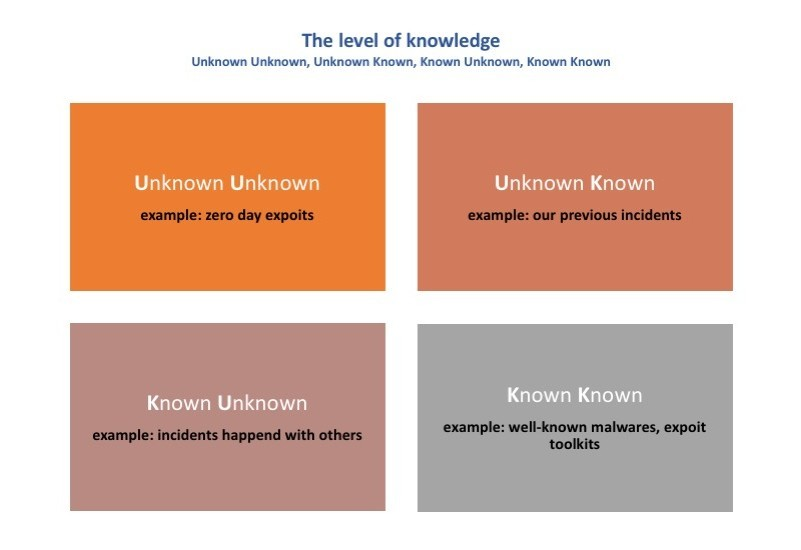 The level of knowledge
Unknown Unknown, Unknown Known, Known Unknown, Known Known
Unknown Unknown
example: zero day expoits
Unknown Known
example: our previous incidents
Known Unknown
example: incidents happend with others
Known Known
example: well-known malwares, expoit
toolkits